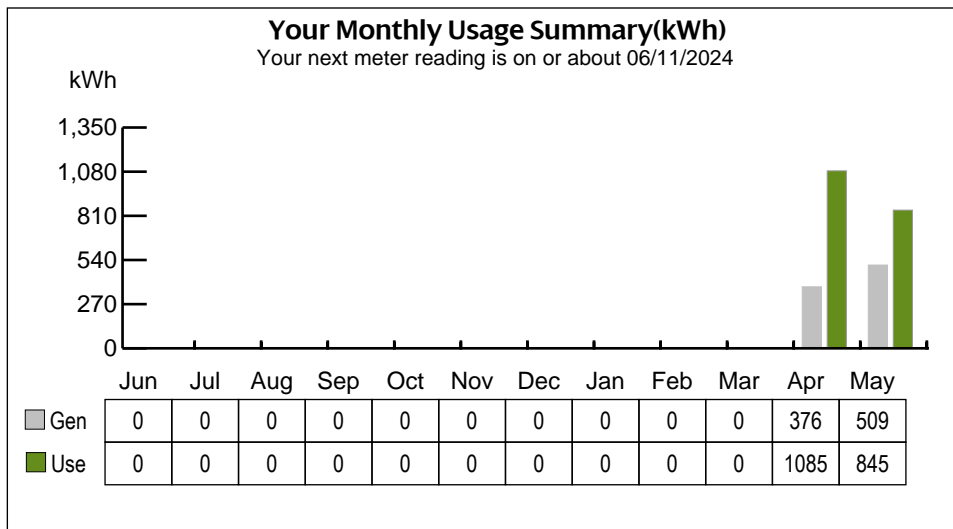 Your Monthly Usage Summary(kWh)
Your next meter reading is on or about 06/11/2024
kWh
1,350
1,080
810
540
270
0
Jun Jul Aug Sep Oct Nov Dec Jan Feb Mar Apr May
Gen 0 0 0 0 0 0 0 0 0 0 376 509
Use 0 0 0 0 0 0 0 0 0 0 1085 845